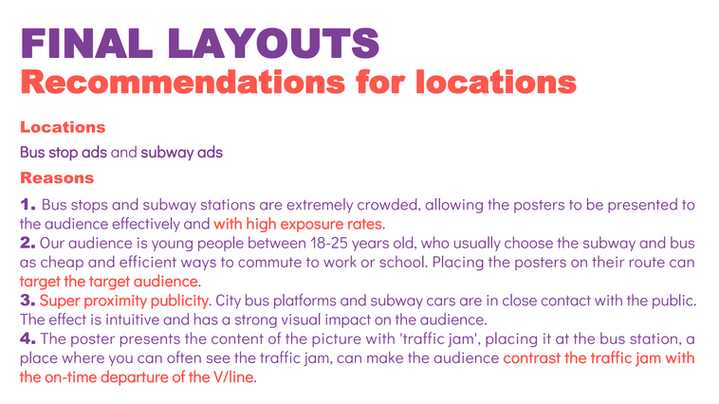 FINAL LAYOUTS
Recommendations for locations
Locations
Bus stop ads and subway ads
Reasons
1. Bus stops and subway stations are extremely crowded, allowing the posters to be presented to
the audience effectively and with high exposure rates.
2. Our audience is young people between 18-25 years old, who usually choose the subway and bus
as cheap and efficient ways to commute to work or school. Placing the posters on their route can
target the target audience.
3. Super proximity publicity. City bus platforms and subway cars are in close contact with the public.
The effect is intuitive and has a strong visual impact on the audience.
4. The poster presents the content of the picture with 'traffic jam', placing it at the bus station, a
place where you can often see the traffic jam, can make the audience contrast the traffic jam with
the on-time departure of the V/line.